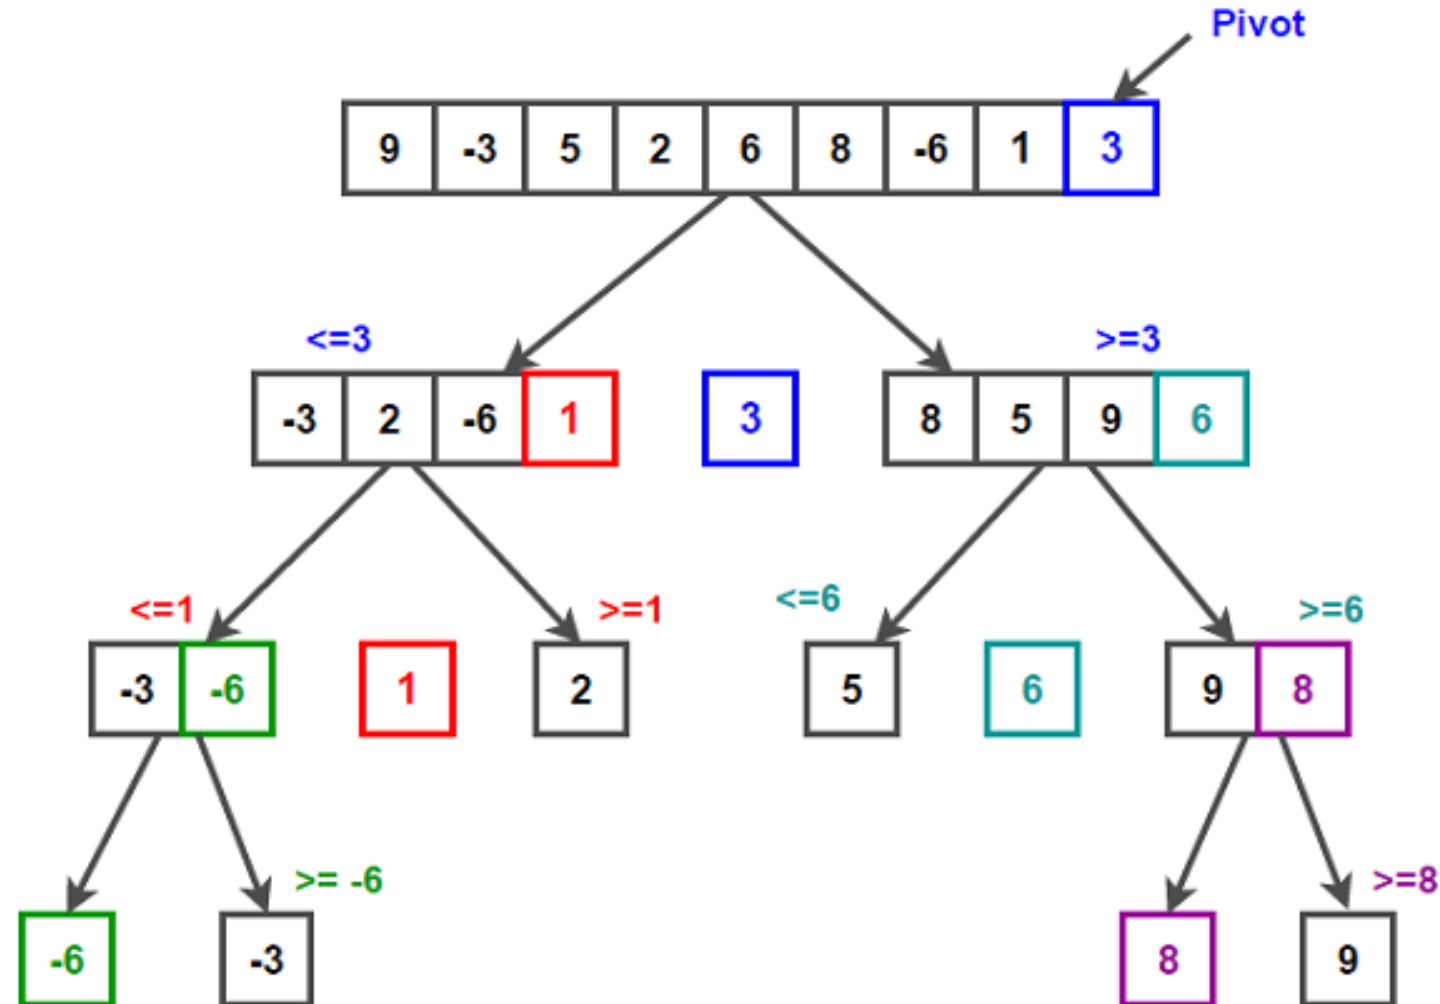 Pivot
9 -3 5 2 6 8 -6 1 3
<=3 >=3
-3 2 -6 1 3 8 5 9 6
<=1 >=1 <=6 >=6
-3 -6 1 2 5 6 9 8
>= -6 >=8
-6 -3 8 9